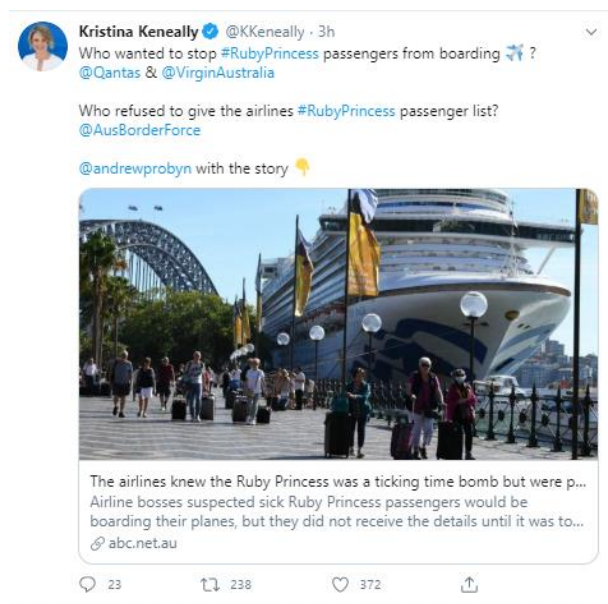 Kristina Keneally @KKeneally · 3h
Who wanted to stop #RubyPrincess passengers from boarding ✈️ ?
@Qantas & @VirginAustralia
Who refused to give the airlines #RubyPrincess passenger list?
@AusBorderForce
@andrewprobyn with the story 👇
The airlines knew the Ruby Princess was a ticking time bomb but were p...
Airline bosses suspected sick Ruby Princess passengers would be
boarding their planes, but they did not receive the details until it was to...
abc.net.au
23 238 372